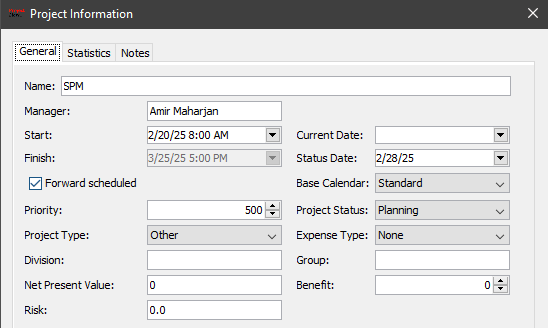 Project Information
General Statistics Notes
Name: SPM
Manager: Amir Maharjan
Start: 2/20/25 8:00 AM Current Date:
Finish: 3/25/25 5:00 PM Status Date: 2/28/25
Forward scheduled Base Calendar: Standard
Priority: 500 Project Status: Planning
Project Type: Other Expense Type: None
Division: Group:
Net Present Value: 0 Benefit: 0
Risk: 0.0